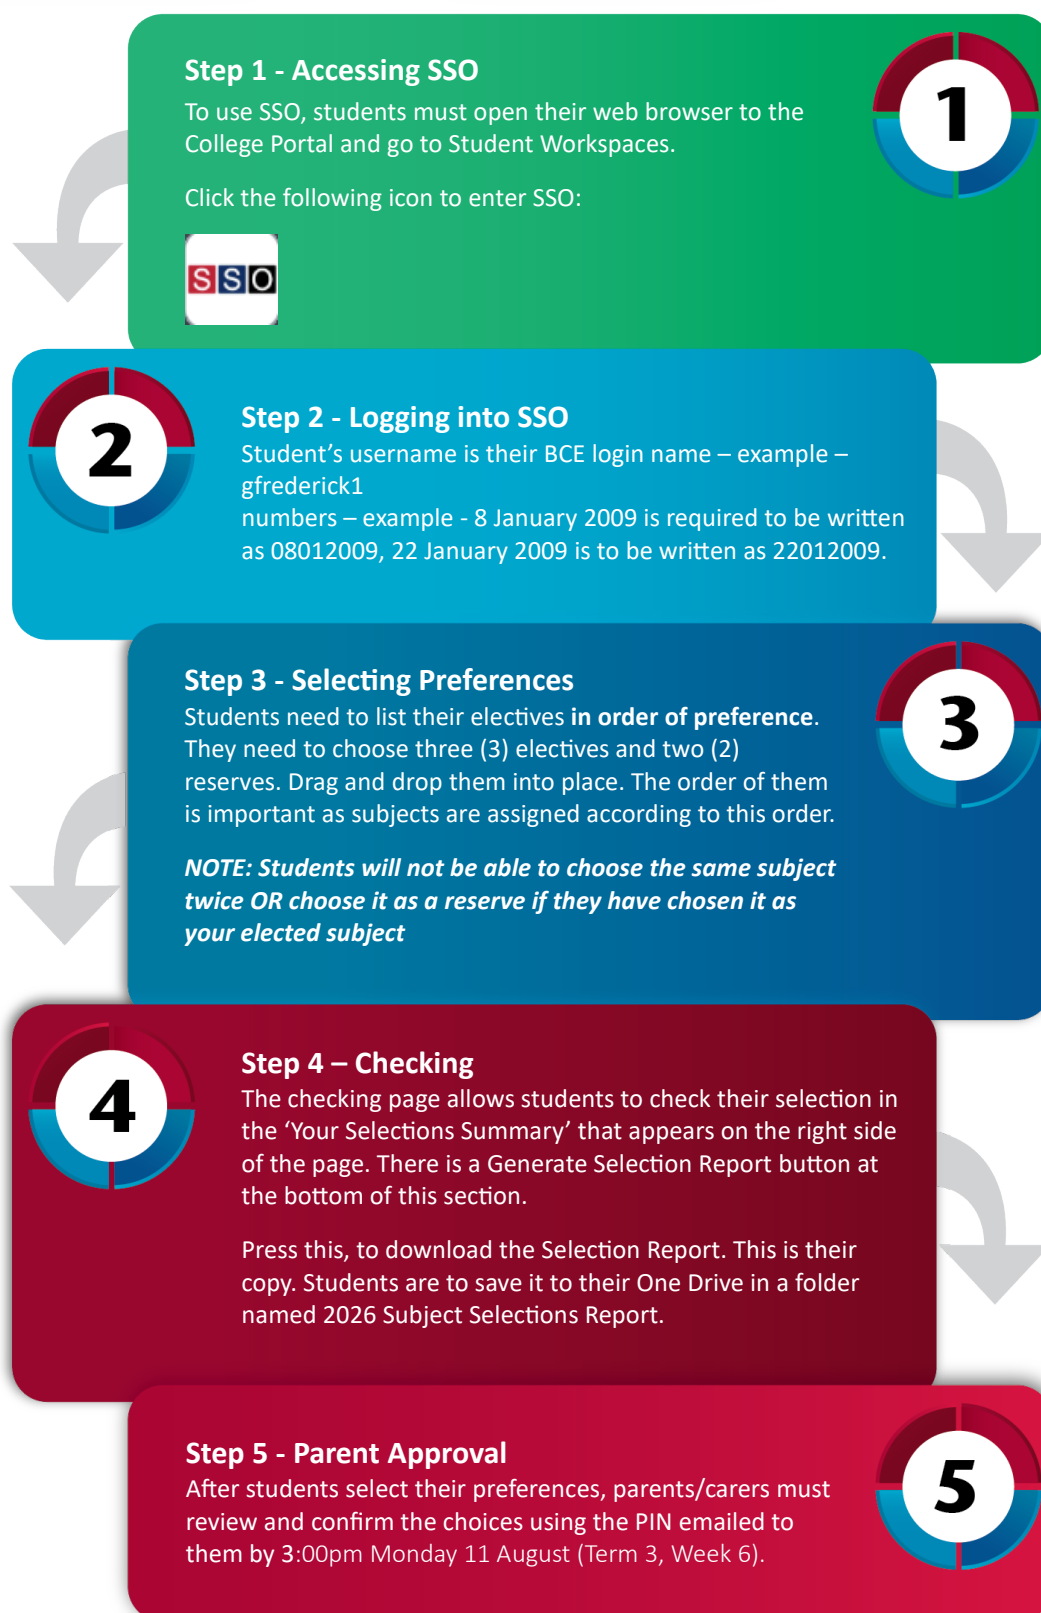 Step 1 - Accessing SSO
To use SSO, students must open their web browser to the
College Portal and go to Student Workspaces.
Click the following icon to enter SSO:
SSO
1
2
Step 2 - Logging into SSO
Student’s username is their BCE login name – example –
gfrederick1
numbers – example - 8 January 2009 is required to be written
as 08012009, 22 January 2009 is to be written as 22012009.
Step 3 - Selecting Preferences
Students need to list their electives in order of preference.
They need to choose three (3) electives and two (2)
reserves. Drag and drop them into place. The order of them
is important as subjects are assigned according to this order.
NOTE: Students will not be able to choose the same subject
twice OR choose it as a reserve if they have chosen it as
your elected subject
3
4
Step 4 – Checking
The checking page allows students to check their selection in
the ‘Your Selections Summary’ that appears on the right side
of the page. There is a Generate Selection Report button at
the bottom of this section.
Press this, to download the Selection Report. This is their
copy. Students are to save it to their One Drive in a folder
named 2026 Subject Selections Report.
Step 5 - Parent Approval
After students select their preferences, parents/carers must
review and confirm the choices using the PIN emailed to
them by 3:00pm Monday 11 August (Term 3, Week 6).
5